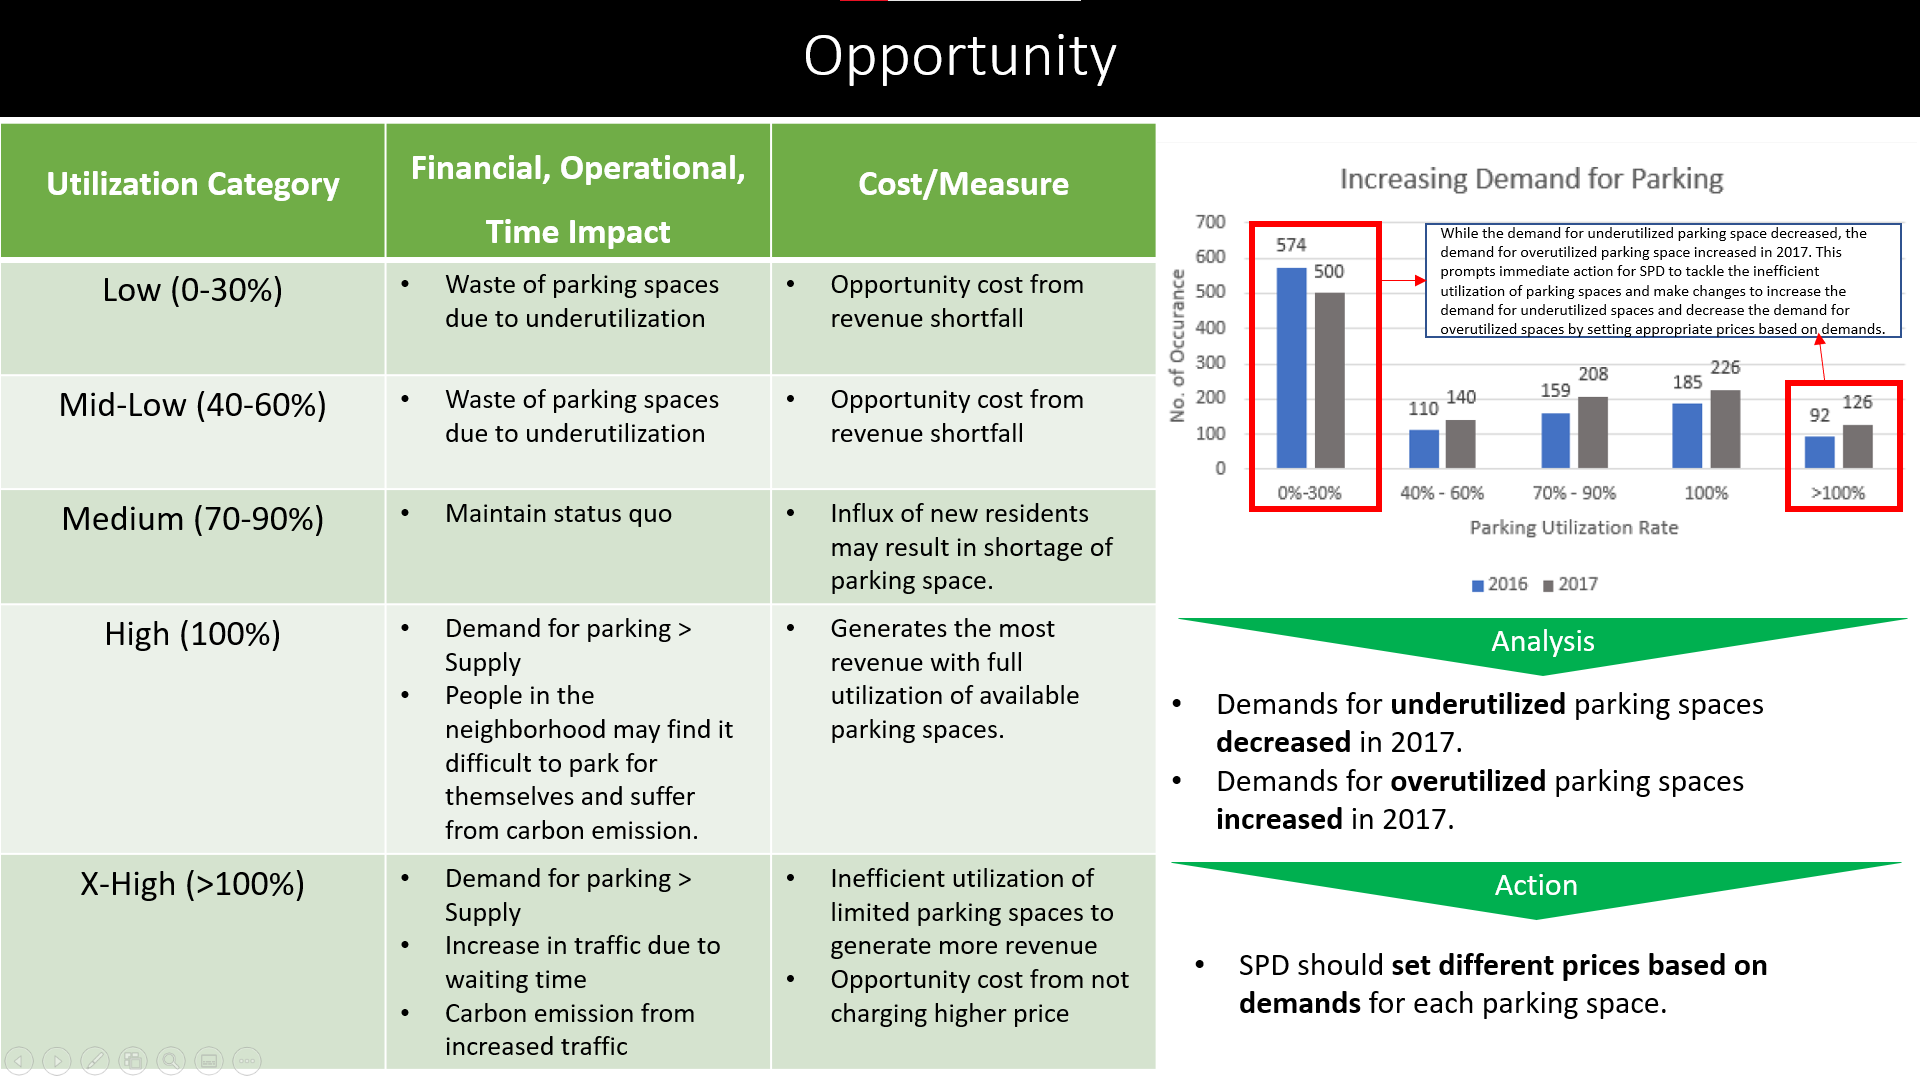 Opportunity
Utilization Category
Financial, Operational,
Time Impact
Cost/Measure
Low (0-30%)
• Waste of parking spaces
due to underutilization
• Opportunity cost from
revenue shortfall
Mid-Low (40-60%)
• Waste of parking spaces
due to underutilization
• Opportunity cost from
revenue shortfall
Medium (70-90%)
• Maintain status quo
• Influx of new residents
may result in shortage of
parking space.
High (100%)
• Demand for parking >
Supply
• People in the
neighborhood may find it
difficult to park for
themselves and suffer
from carbon emission.
• Generates the most
revenue with full
utilization of available
parking spaces.
X-High (>100%)
• Demand for parking >
Supply
• Increase in traffic due to
waiting time
• Carbon emission from
increased traffic
• Inefficient utilization of
limited parking spaces to
generate more revenue
• Opportunity cost from not
charging higher price
Increasing Demand for Parking
No. of Occurance
700
600
500
400
300
200
100
0
574
500
110
140
159
208
185
226
92
126
While the demand for underutilized parking space decreased, the
demand for overutilized parking space increased in 2017. This
prompts immediate action for SPD to tackle the inefficient
utilization of parking spaces and make changes to increase the
demand for underutilized spaces and decrease the demand for
overutilized spaces by setting appropriate prices based on demands.
0%-30%
40% - 60%
70% - 90%
100%
>100%
Parking Utilization Rate
2016
2017
Analysis
• Demands for underutilized parking spaces
decreased in 2017.
• Demands for overutilized parking spaces
increased in 2017.
Action
• SPD should set different prices based on
demands for each parking space.